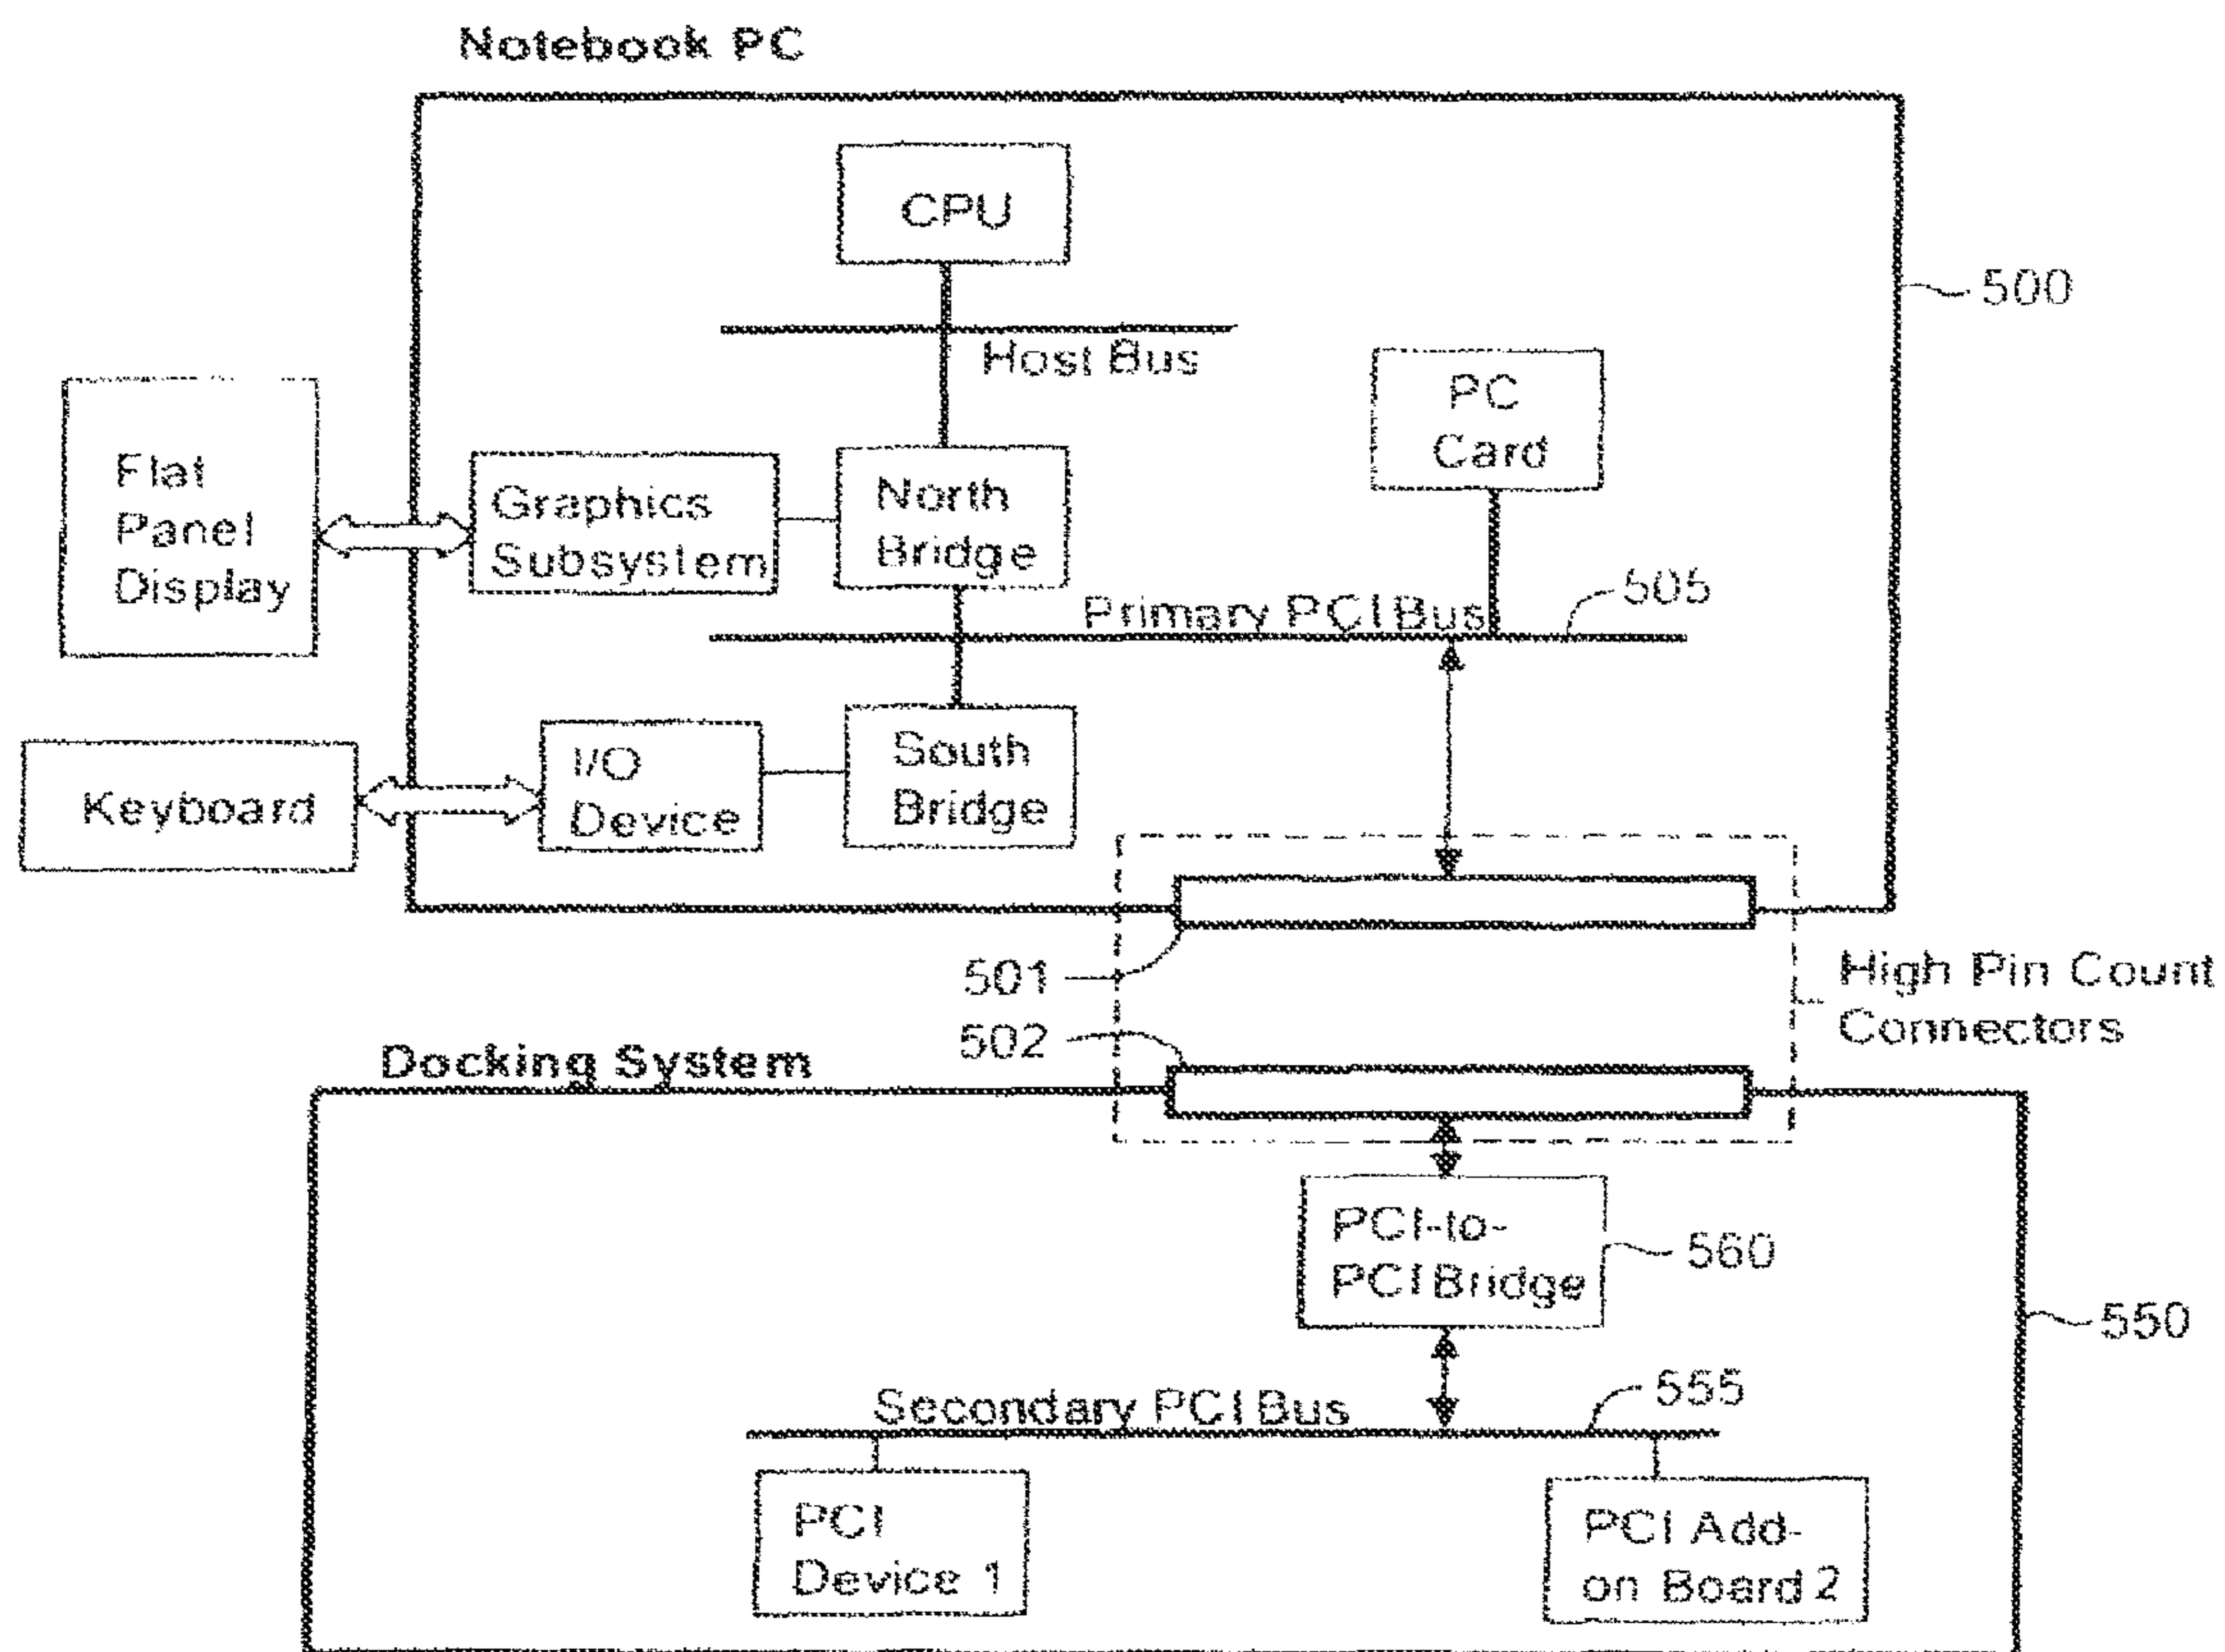 Notebook PC
CPU
500
Host Bus
PC
Card
Flat
Panel
Display
Graphics
Subsystem
North
Bridge
Primary PCI Bus
505
Keyboard
I/O
Device
South
Bridge
501
High Pin Count
Connectors
502
Docking System
PCI-to-
PCI Bridge
560
550
Secondary PCI Bus
555
PCI
Device 1
PCI Add-
on Board 2